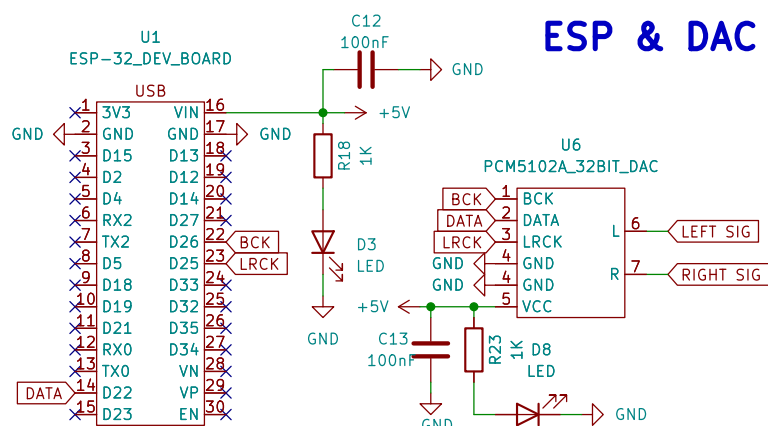 ESP & DAC
C12
100nF
GND
U1
ESP-32_DEV_BOARD
USB
1 3V3 VIN 16
+5V
GND 2 GND GND 17 GND
3 D15 D13 18
4 D2 D12 19
5 D4 D14 20
6 RX2 D27 21
7 TX2 D26 22 BCK
8 D5 D25 23 LRCK
9 D18 D33 24
10 D19 D32 25
11 D21 D35 26
12 RX0 D34 27
13 TX0 VN 28
DATA 14 D22 VP 29
15 D23 EN 30
R18
1K
D3
LED
GND
U6
PCM5102A_32BIT_DAC
BCK 1 BCK
DATA 2 DATA
LRCK 3 LRCK
GND 4 GND
GND 4 GND
+5V 5 VCC
L 6 LEFT SIG
R 7 RIGHT SIG
C13
100nF
GND
R23
1K
D8
LED
GND